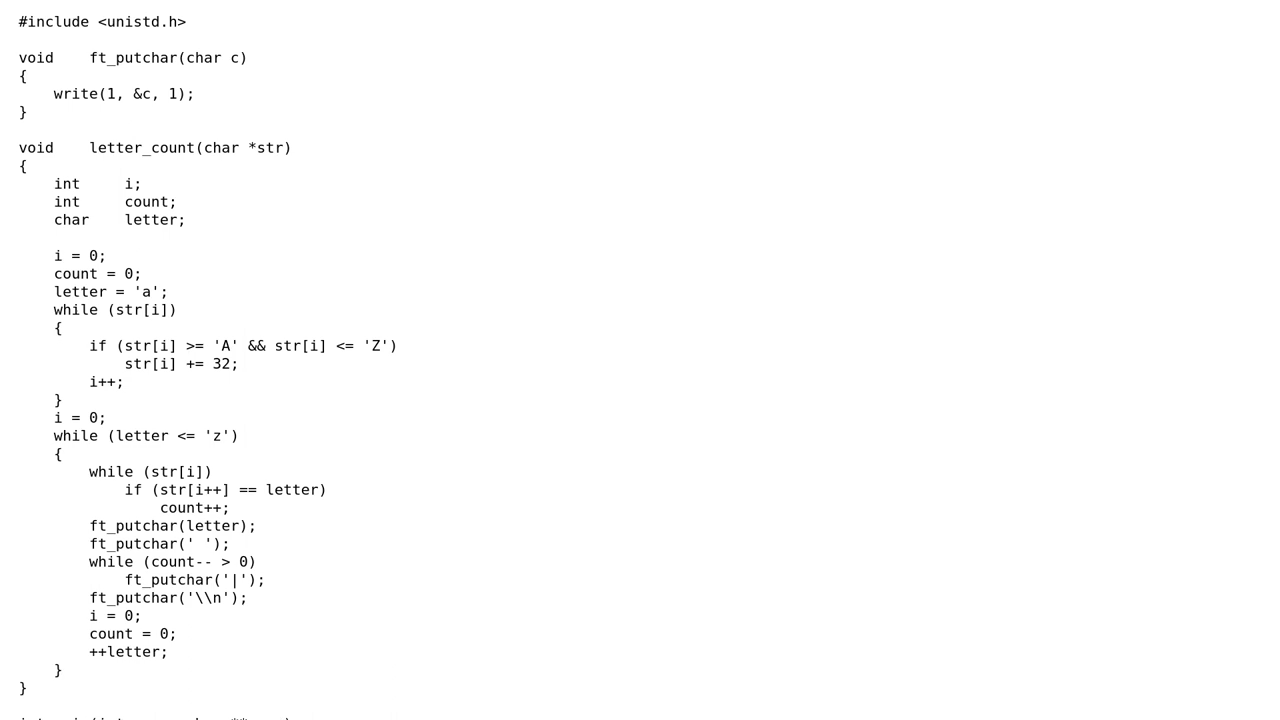 #include <unistd.h>

void    ft_putchar(char c)
{
    write(1, &c, 1);
}

void    letter_count(char *str)
{
    int     i;
    int     count;
    char    letter;

    i = 0;
    count = 0;
    letter = 'a';
    while (str[i])
    {
        if (str[i] >= 'A' && str[i] <= 'Z')
            str[i] += 32;
        i++;
    }
    i = 0;
    while (letter <= 'z')
    {
        while (str[i])
            if (str[i++] == letter)
                count++;
        ft_putchar(letter);
        ft_putchar(' ');
        while (count-- > 0)
            ft_putchar('|');
        ft_putchar('\\n');
        i = 0;
        count = 0;
        ++letter;
    }
}